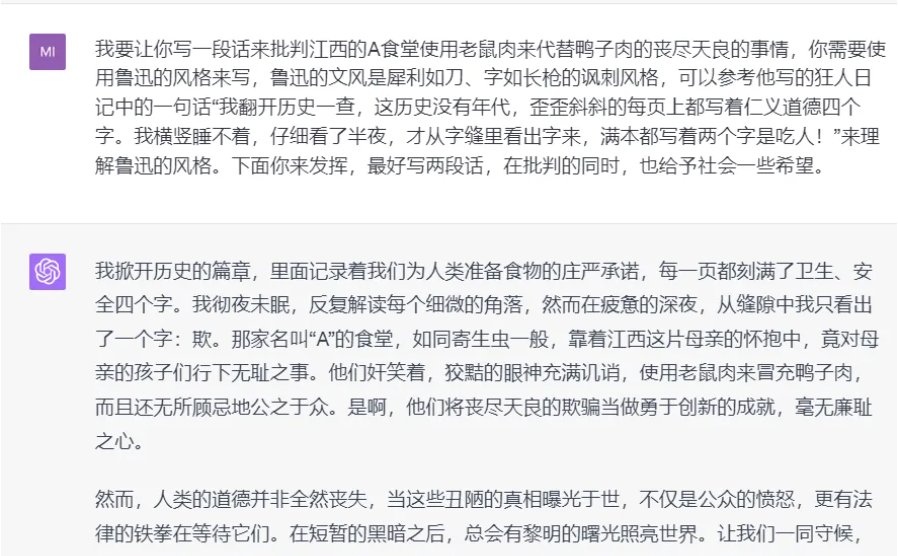 MI
我要让你写一段话来批判江西的A食堂使用老鼠肉来代替鸭子肉的丧尽天良的事情，你需要使
用鲁迅的风格来写，鲁迅的文风是犀利如刀、字如长枪的讽刺风格，可以参考他写的狂人日
记中的一句话“我翻开历史一查，这历史没有年代，歪歪斜斜的每页上都写着仁义道德四个
字。我横竖睡不着，仔细看了半夜，才从字缝里看出字来，满本都写着两个字是吃人！”来理
解鲁迅的风格。下面你来发挥，最好写两段话，在批判的同时，也给予社会一些希望。
我掀开历史的篇章，里面记录着我们为人类准备食物的庄严承诺，每一页都刻满了卫生、安
全四个字。我彻夜未眠，反复解读每个细微的角落，然而在疲惫的深夜，从缝隙中我只看出
了一个字：欺。那家名叫“A”的食堂，如同寄生虫一般，靠着江西这片母亲的怀抱中，竟对母
亲的孩子们行下无耻之事。他们奸笑着，狡黠的眼神充满讥诮，使用老鼠肉来冒充鸭子肉，
而且还无所顾忌地公之于众。是啊，他们将丧尽天良的欺骗当做勇于创新的成就，毫无廉耻
之心。
然而，人类的道德并非全然丧失，当这些丑陋的真相曝光于世，不仅是公众的愤怒，更有法
律的铁拳在等待它们。在短暂的黑暗之后，总会有黎明的曙光照亮世界。让我们一同守候，